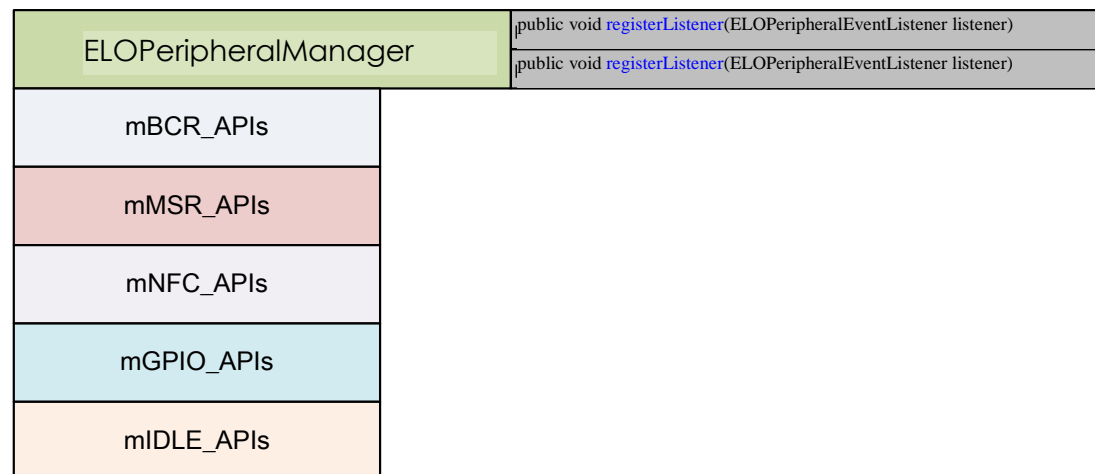 ELOPeripheralManager
public void registerListener(ELOPeripheralEventListener listener)
public void registerListener(ELOPeripheralEventListener listener)
mBCR_APIs
mMSR_APIs
mNFC_APIs
mGPIO_APIs
mIDLE_APIs